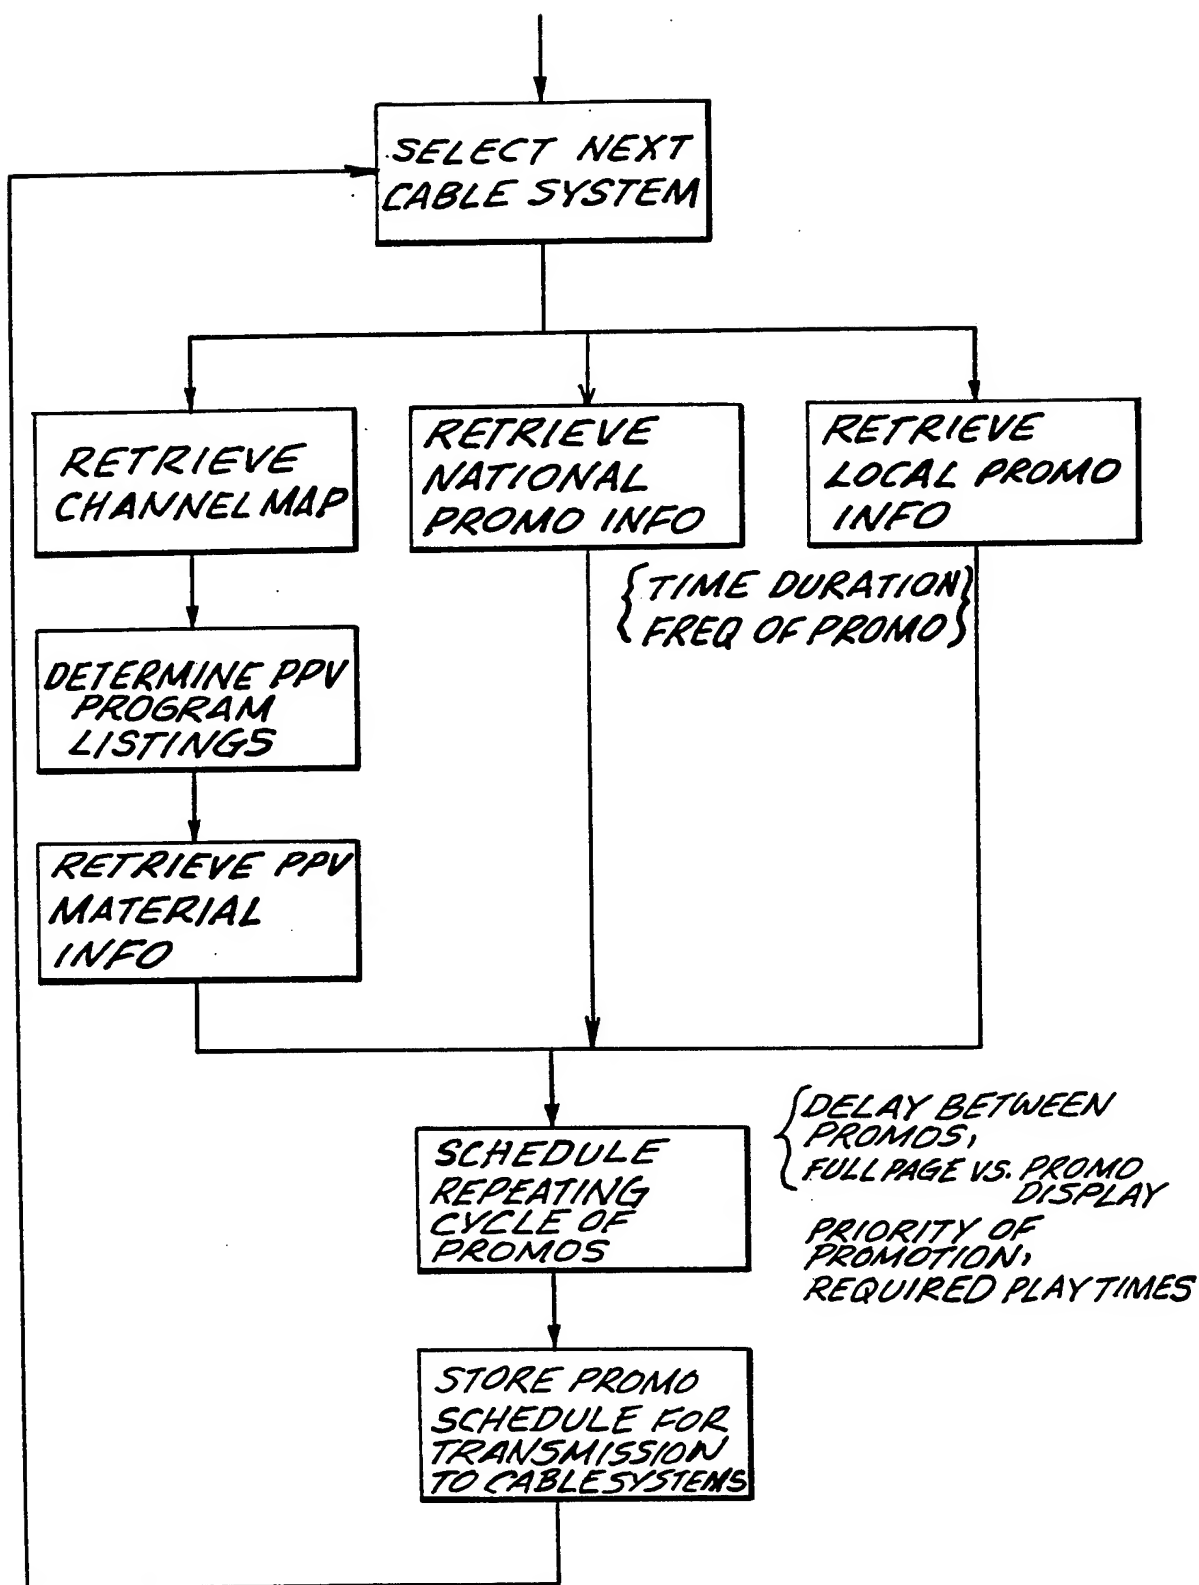 SELECT NEXT
CABLE SYSTEM
RETRIEVE
CHANNEL MAP
RETRIEVE
NATIONAL
PROMO INFO
RETRIEVE
LOCAL PROMO
INFO
{TIME DURATION}
{FREQ OF PROMO}
DETERMINE PPV
PROGRAM
LISTINGS
RETRIEVE PPV
MATERIAL
INFO
SCHEDULE
REPEATING
CYCLE OF
PROMOS
{DELAY BETWEEN
PROMOS,
FULL PAGE VS. PROMO
DISPLAY
PRIORITY OF
PROMOTION,
REQUIRED PLAY TIMES
STORE PROMO
SCHEDULE FOR
TRANSMISSION
TO CABLE SYSTEMS